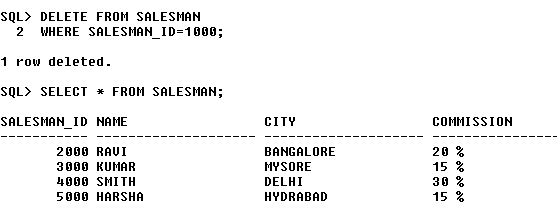 SQL> DELETE FROM SALESMAN
  2  WHERE SALESMAN_ID=1000;
1 row deleted.
SQL> SELECT * FROM SALESMAN;
SALESMAN_ID NAME                 CITY                 COMMISSION
----------- -------------------- -------------------- ---------------
       2000 RAVI                 BANGALORE            20 %
       3000 KUMAR                MYSORE               15 %
       4000 SMITH                DELHI                30 %
       5000 HARSHA               HYDRABAD             15 %